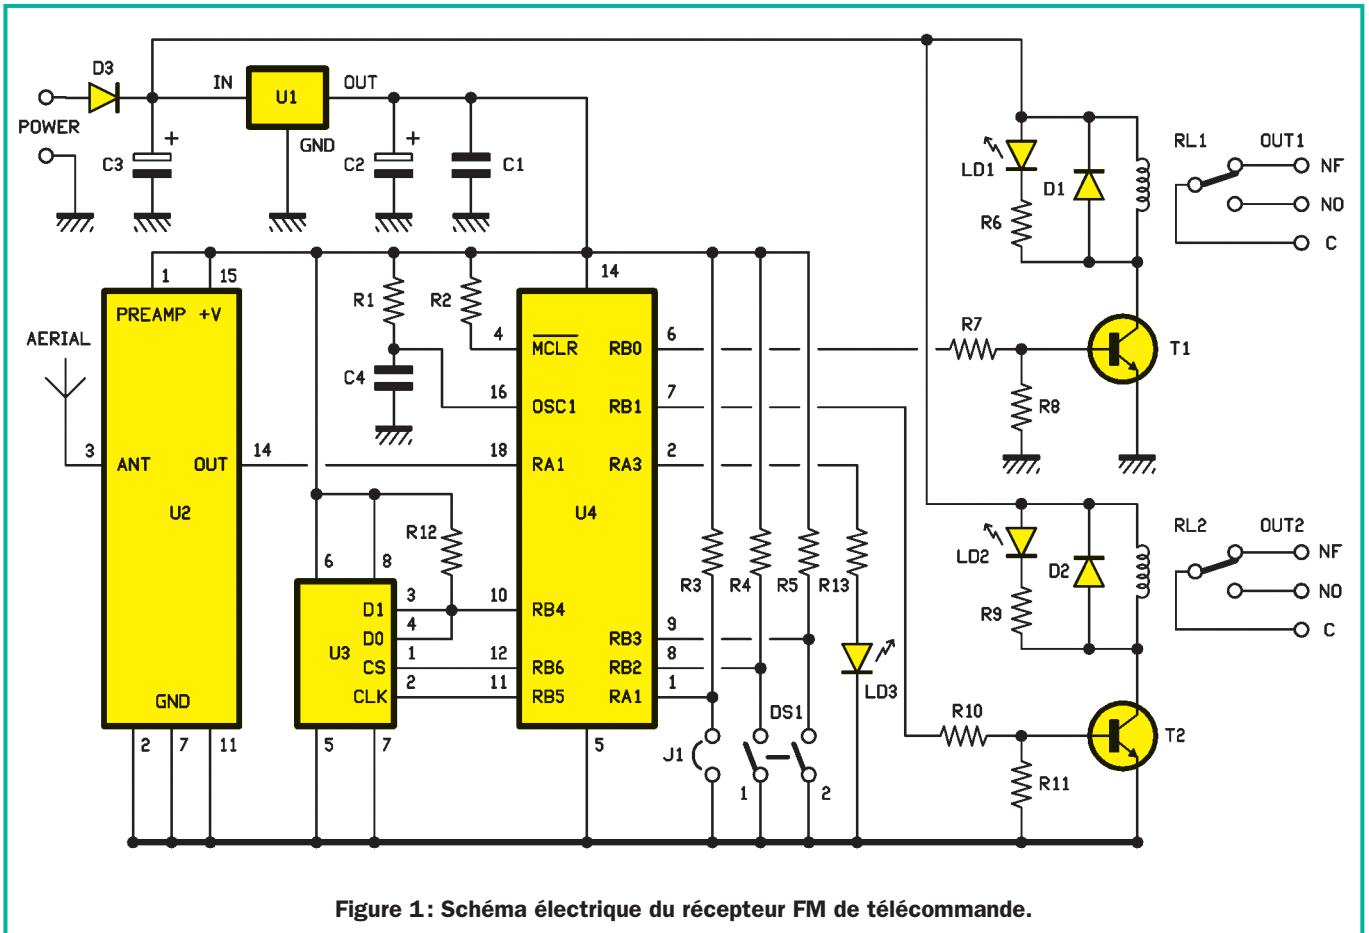 D3
IN
U1
OUT
GND
POWER
C3
+
C2
+
C1
LD1
D1
R6
RL1
OUT1
NF
NO
C
1
15
PREAMP +V
AERIAL
3
ANT
OUT
14
U2
GND
2
7
11
R1
R2
C4
14
4
MCLR
RB0
6
16
OSC1
RB1
7
18
RA1
RA3
2
U4
R7
R8
T1
R12
6
8
3
D1
4
D0
U3
1
CS
2
CLK
5
7
10
RB4
12
RB6
11
RB5
RB3
9
RB2
8
RA1
1
5
R3
R4
R5
R13
LD3
J1
DS1
1
2
LD2
D2
R9
RL2
OUT2
NF
NO
C
R10
R11
T2
Figure 1: Schéma électrique du récepteur FM de télécommande.